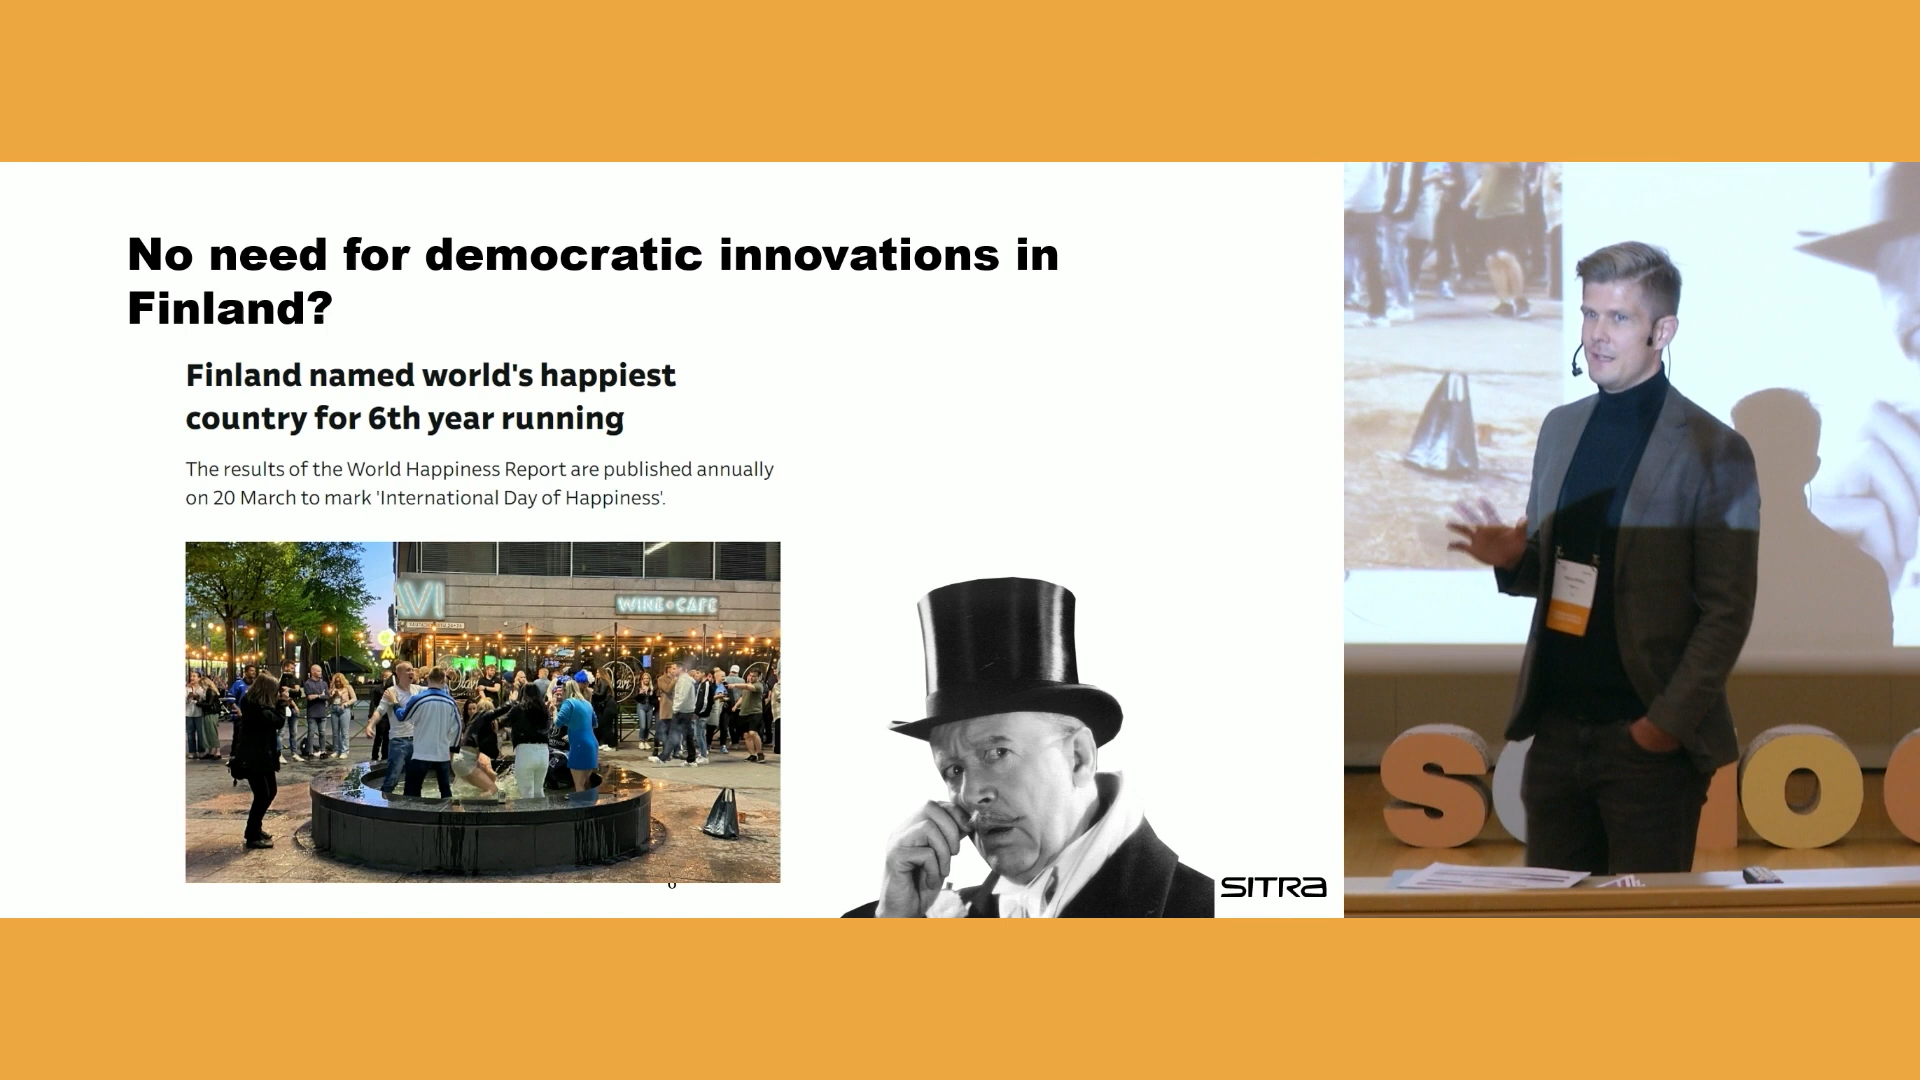 No need for democratic innovations in
Finland?
Finland named world's happiest
country for 6th year running
The results of the World Happiness Report are published annually
on 20 March to mark 'International Day of Happiness'.
WINE CAFE
SITRA
S
O